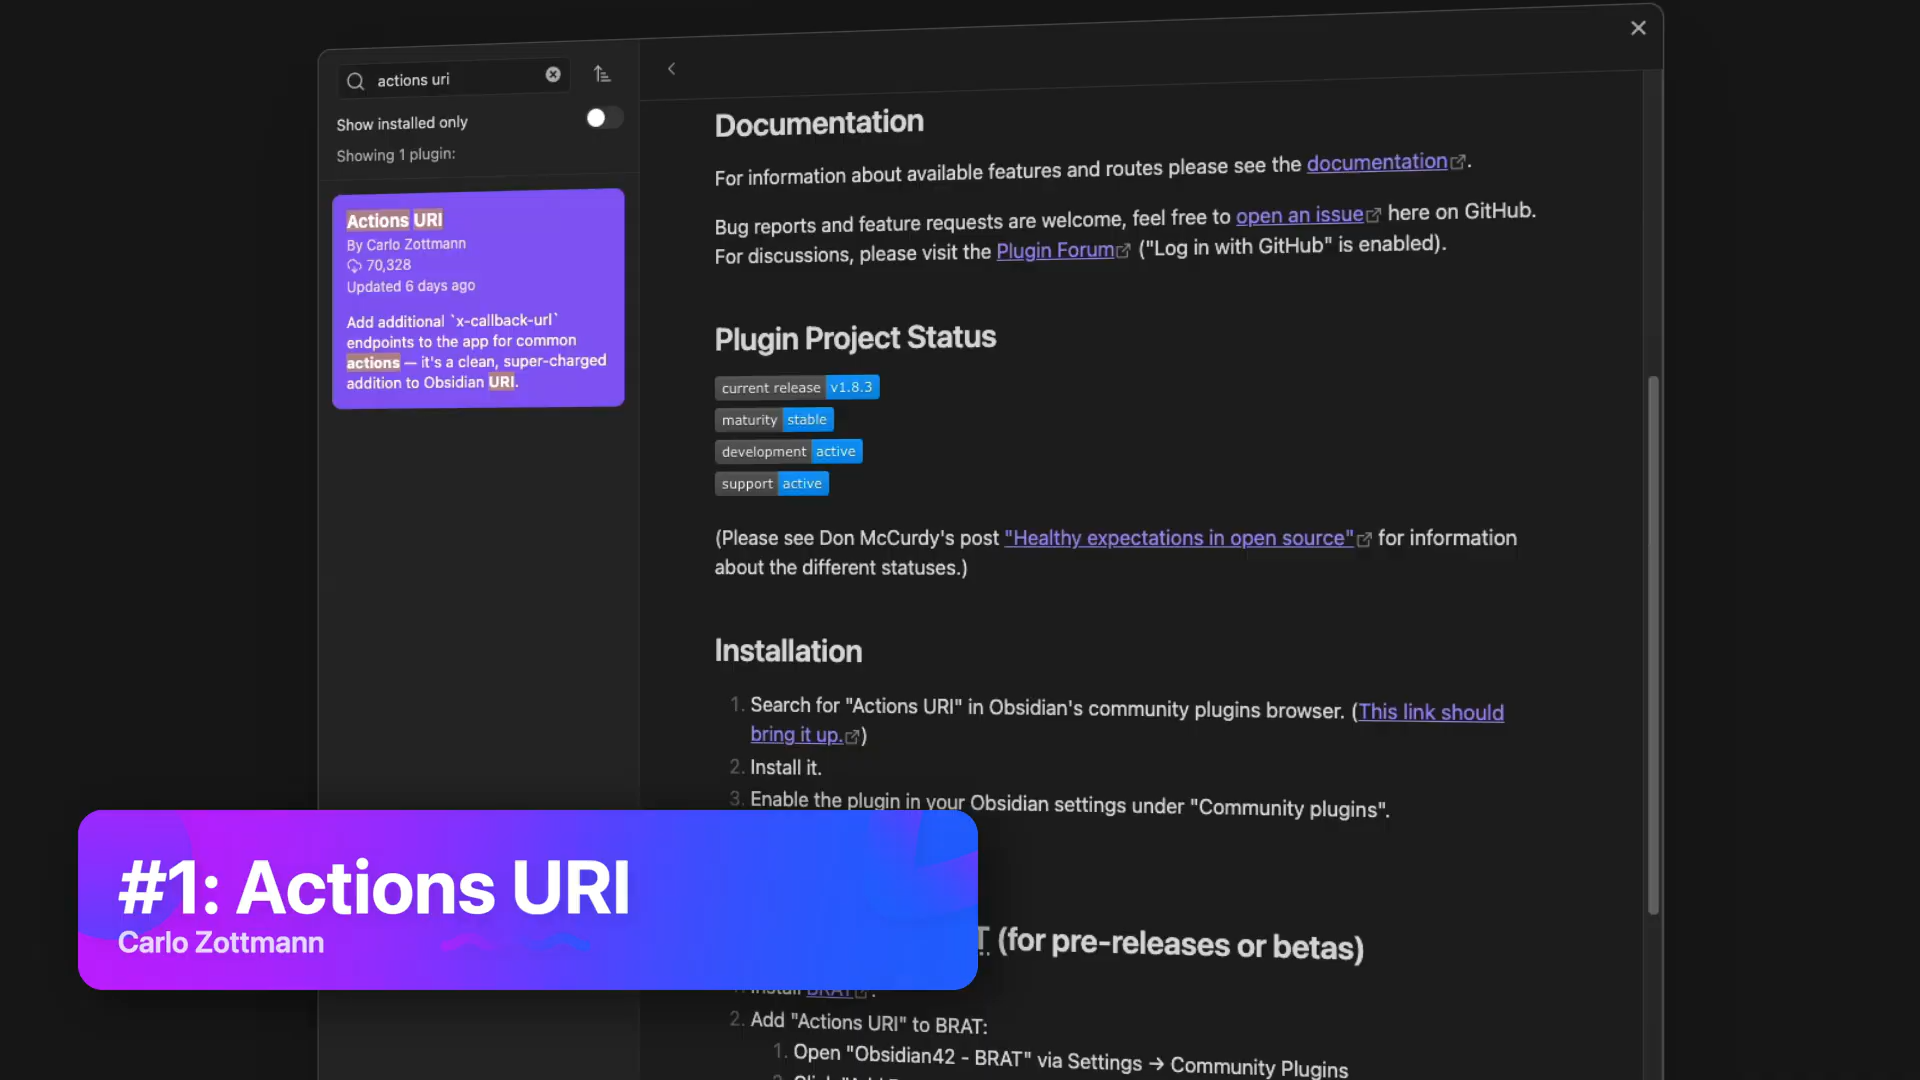 actions uri
Show installed only
Showing 1 plugin:
Actions URI
By Carlo Zottmann
70,328
Updated 6 days ago
Add additional `x-callback-url`
endpoints to the app for common
actions — it's a clean, super-charged
addition to Obsidian URI.
Documentation
For information about available features and routes please see the documentation.
Bug reports and feature requests are welcome, feel free to open an issue here on GitHub.
For discussions, please visit the Plugin Forum ("Log in with GitHub" is enabled).
Plugin Project Status
current release v1.8.3
maturity stable
development active
support active
(Please see Don McCurdy's post "Healthy expectations in open source" for information
about the different statuses.)
Installation
1. Search for "Actions URI" in Obsidian's community plugins browser. (This link should
bring it up.)
2. Install it.
3. Enable the plugin in your Obsidian settings under "Community plugins".
(for pre-releases or betas)
Install BRAT.
2. Add "Actions URI" to BRAT:
1. Open "Obsidian42 - BRAT" via Settings → Community Plugins
#1: Actions URI
Carlo Zottmann